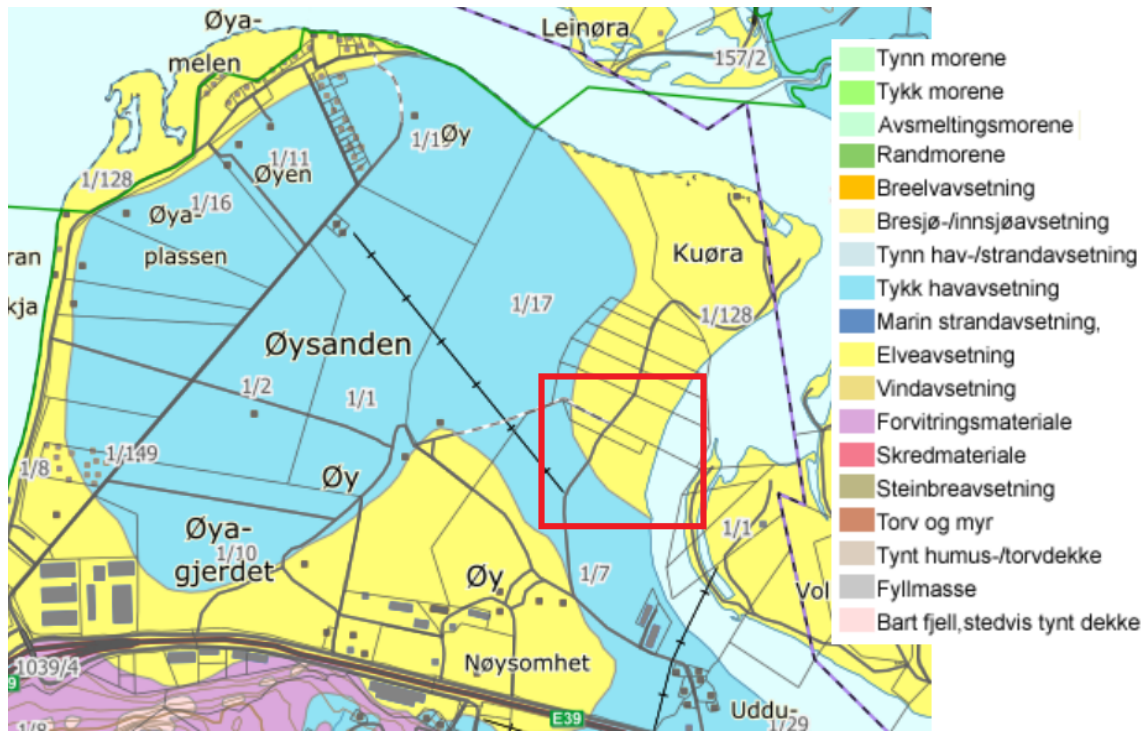 Øya-
melen
Leinøra
157/2
1/11
1/19
Øy
Øyen
1/128
Øya-
1/16
plassen
ran
kja
Kuøra
1/17
1/128
Øysanden
1/2
1/1
1/8
1/149
Øy
Øya-
1/10
gjerdet
Øy
1/7
1/1
Vol
Nøysomhet
1039/4
9
E39
Uddu-
1/29
1/8
Tynn morene
Tykk morene
Avsmeltingsmorene
Randmorene
Breelvavsetning
Bresjø-/innsjøavsetning
Tynn hav-/strandavsetning
Tykk havavsetning
Marin strandavsetning,
Elveavsetning
Vindavsetning
Forvitringsmateriale
Skredmateriale
Steinbreavsetning
Torv og myr
Tynt humus-/torvdekke
Fyllmasse
Bart fjell,stedvis tynt dekke